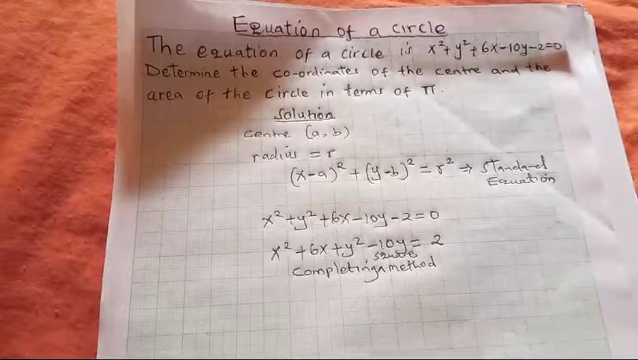 Equation of a circle
The equation of a circle is x²+y²+6x-10y-2=0
Determine the co-ordinates of the centre and the
area of the circle in terms of π.
Solution
centre (a, b)
radius = r
(x-a)² + (y-b)² = r² → standard
Equation
x²+y²+6x-10y-2=0
x²+6x+y²-10y = 2
completing method